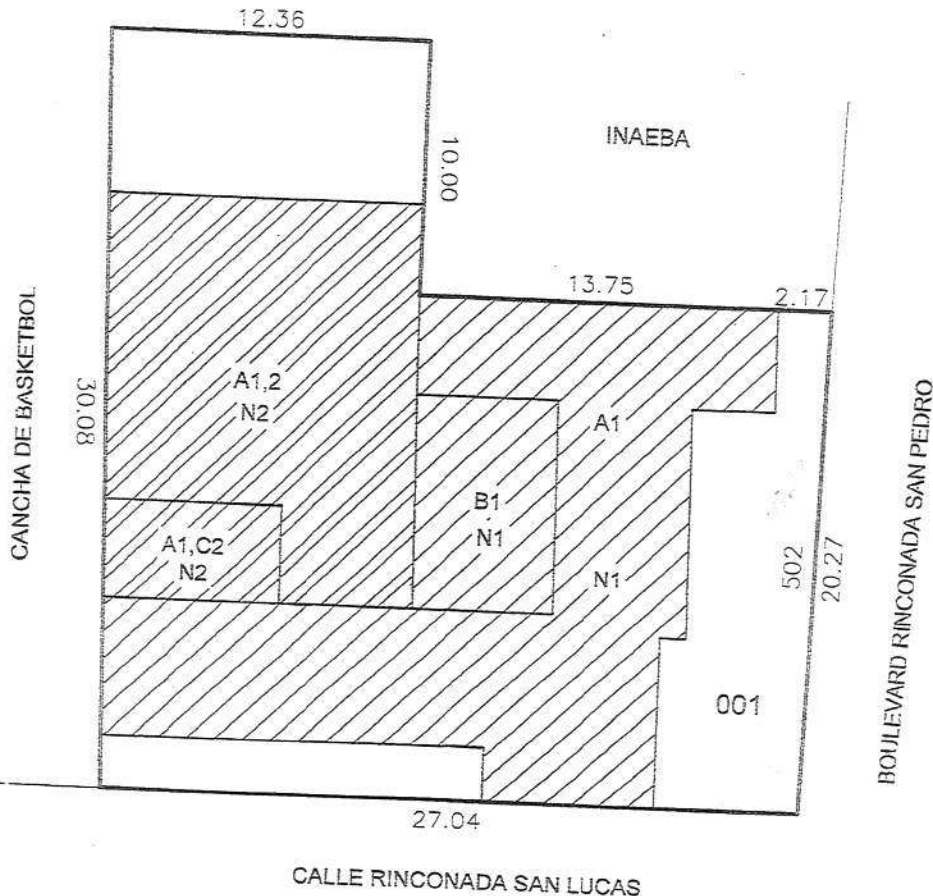 12.36
INAEBA
10.00
13.75
2.17
CANCHA DE BASKETBOL
30.08
A1,2
N2
A1
B1
N1
A1,C2
N2
N1
502
20.27
BOULEVARD RINCONADA SAN PEDRO
001
27.04
CALLE RINCONADA SAN LUCAS